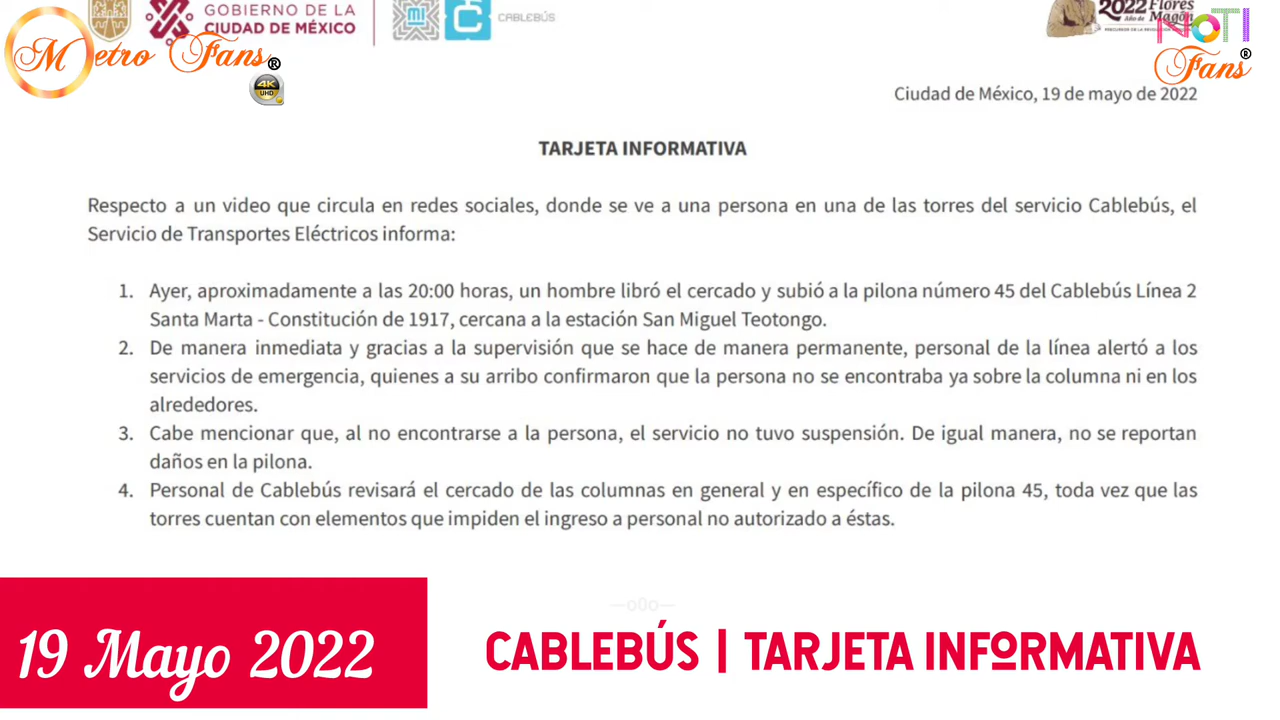 GOBIERNO DE LA
CIUDAD DE MÉXICO
MI
CABLEBÚS
2022 Flores
Año de Magón
PRECURSOR DE LA REVOLUCIÓN
Metro Fans®
4K
UHD
NOTI
Fans®
Ciudad de México, 19 de mayo de 2022
TARJETA INFORMATIVA
Respecto a un video que circula en redes sociales, donde se ve a una persona en una de las torres del servicio Cablebús, el
Servicio de Transportes Eléctricos informa:
1. Ayer, aproximadamente a las 20:00 horas, un hombre libró el cercado y subió a la pilona número 45 del Cablebús Línea 2
Santa Marta - Constitución de 1917, cercana a la estación San Miguel Teotongo.
2. De manera inmediata y gracias a la supervisión que se hace de manera permanente, personal de la línea alertó a los
servicios de emergencia, quienes a su arribo confirmaron que la persona no se encontraba ya sobre la columna ni en los
alrededores.
3. Cabe mencionar que, al no encontrarse a la persona, el servicio no tuvo suspensión. De igual manera, no se reportan
daños en la pilona.
4. Personal de Cablebús revisará el cercado de las columnas en general y en específico de la pilona 45, toda vez que las
torres cuentan con elementos que impiden el ingreso a personal no autorizado a éstas.
—o0o—
19 Mayo 2022
CABLEBÚS | TARJETA INFORMATIVA